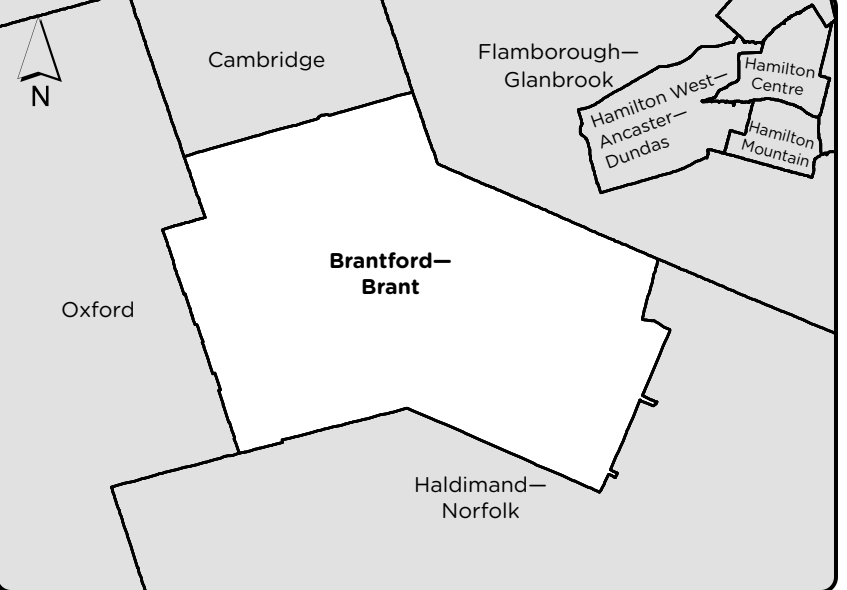 Cambridge
Flamborough—
Glanbrook
Hamilton West—
Ancaster—
Dundas
Hamilton
Centre
Hamilton
Mountain
N
Brantford—
Brant
Oxford
Haldimand—
Norfolk